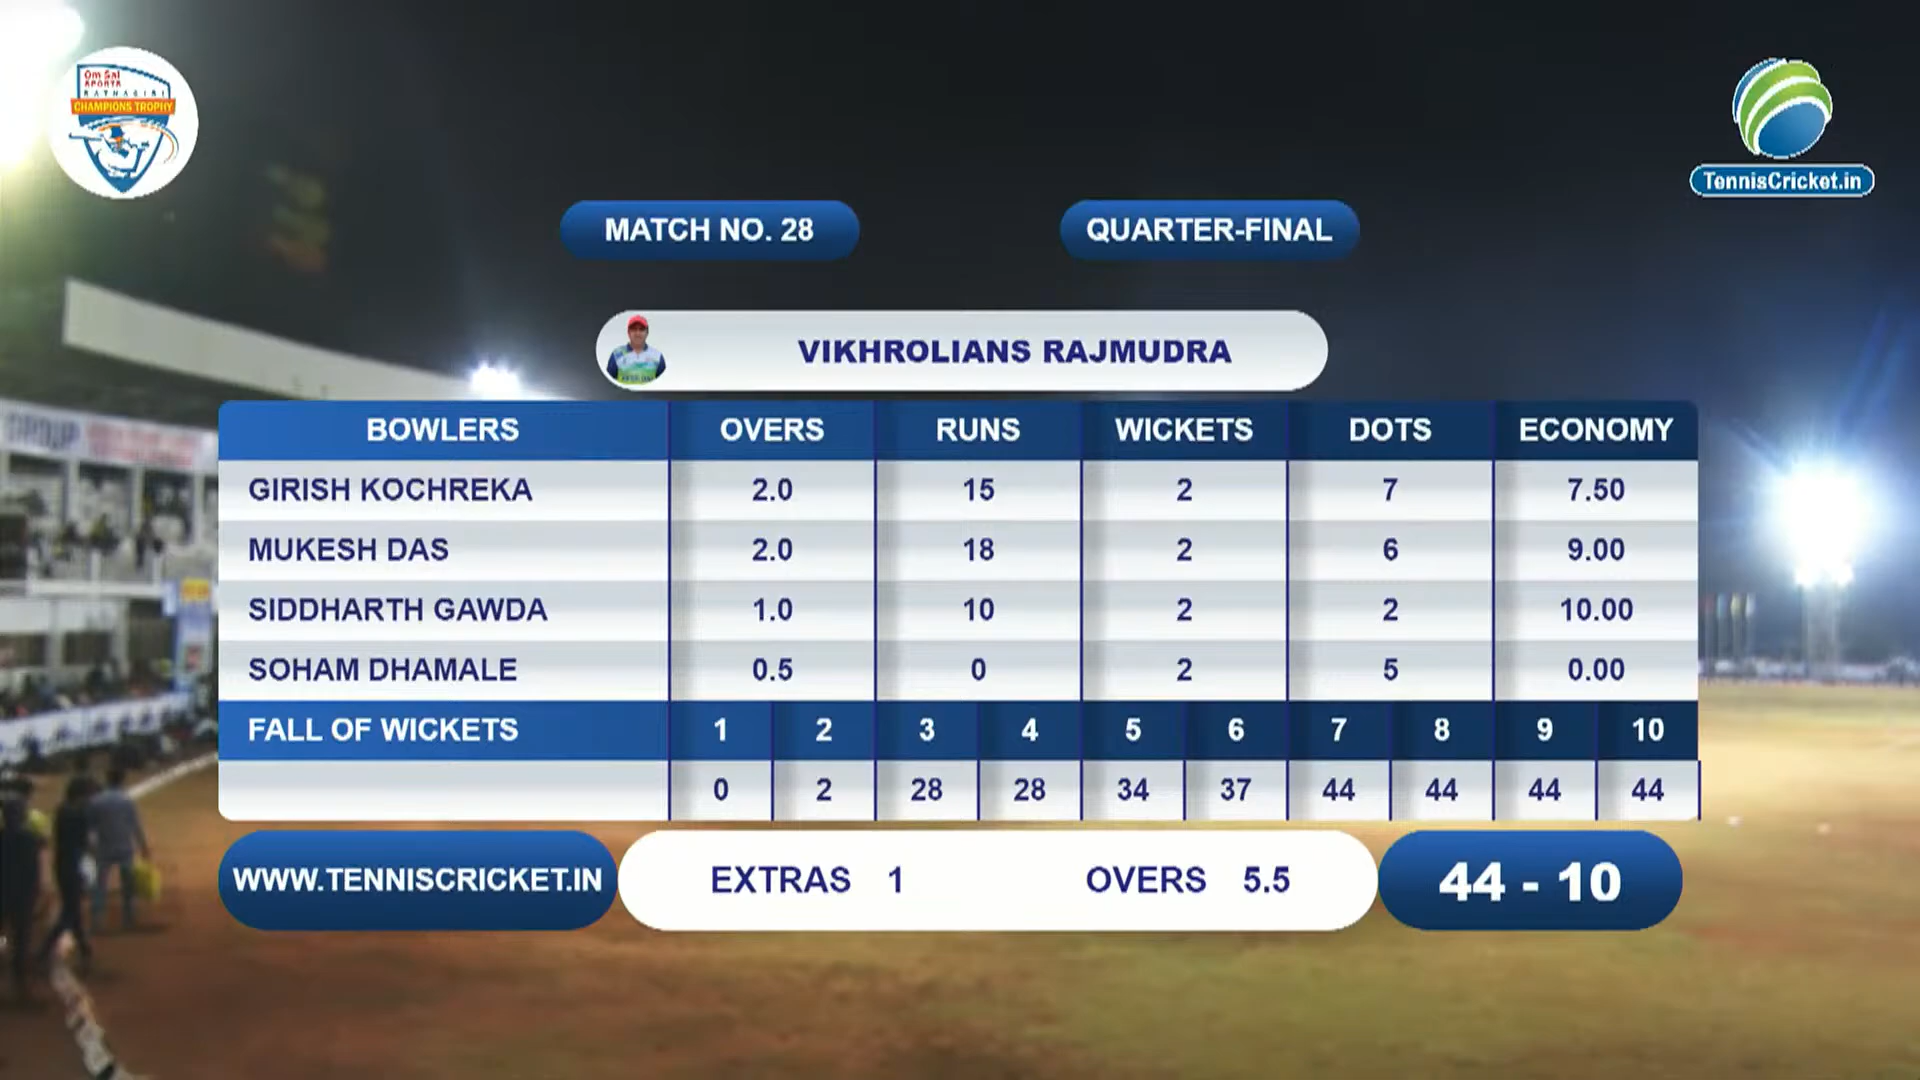 Om Sai
SPORTS
RATNAGIRI
CHAMPIONS TROPHY
TennisCricket.in
MATCH NO. 28
QUARTER-FINAL
VIKHROLIANS RAJMUDRA
BOWLERS OVERS RUNS WICKETS DOTS ECONOMY
GIRISH KOCHREKA 2.0 15 2 7 7.50
MUKESH DAS 2.0 18 2 6 9.00
SIDDHARTH GAWDA 1.0 10 2 2 10.00
SOHAM DHAMALE 0.5 0 2 5 0.00
FALL OF WICKETS 1 2 3 4 5 6 7 8 9 10
0 2 28 28 34 37 44 44 44 44
WWW.TENNISCRICKET.IN EXTRAS 1 OVERS 5.5 44 - 10